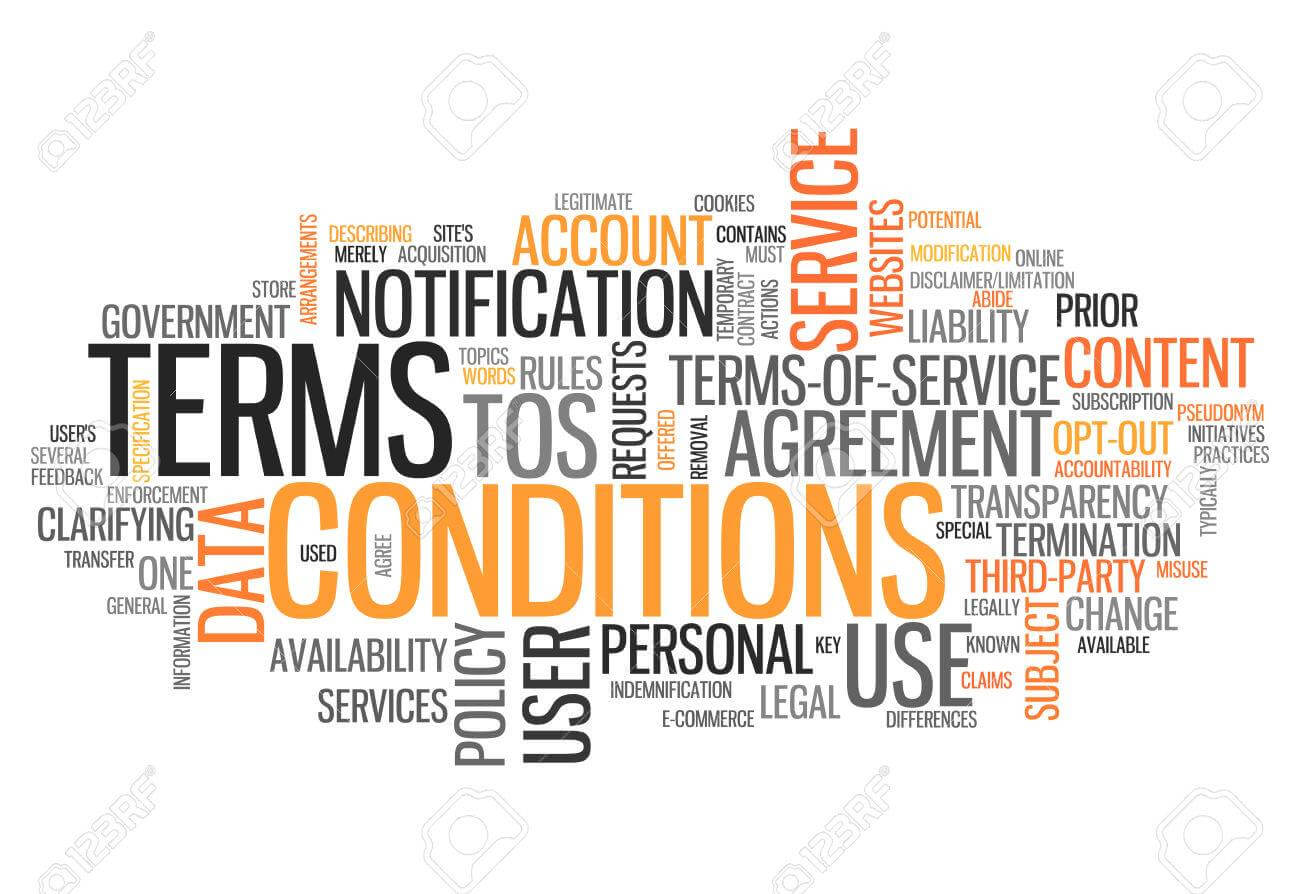 123RF
123RF
SERVICE
LEGITIMATE
COOKIES
ACCOUNT
CONTAINS
MUST
WEBSITES
POTENTIAL
ARRANGEMENTS
DESCRIBING
SITE'S
MERELY
ACQUISITION
MODIFICATION
ONLINE
DISCLAIMER/LIMITATION
STORE
NOTIFICATION
TEMPORARY
CONTRACT
ACTIONS
ABIDE
PRIOR
GOVERNMENT
LIABILITY
TERMS
TOPICS
WORDS
RULES
REQUESTS
TERMS-OF-SERVICE
CONTENT
SPECIFICATION
TOS
OFFERED
REMOVAL
AGREEMENT
SUBSCRIPTION
OPT-OUT
PSEUDONYM
USER'S
INITIATIVES
SEVERAL
PRACTICES
FEEDBACK
ACCOUNTABILITY
ENFORCEMENT
CONDITIONS
TRANSPARENCY
TYPICALLY
CLARIFYING
DATA
USED
AGREE
SPECIAL
TERMINATION
TRANSFER
ONE
THIRD-PARTY
MISUSE
GENERAL
INFORMATION
LEGALLY
SUBJECT
CHANGE
AVAILABILITY
POLICY
USER
PERSONAL
KEY
USE
KNOWN
AVAILABLE
SERVICES
INDEMNIFICATION
LEGAL
CLAIMS
E-COMMERCE
DIFFERENCES
123RF
123RF